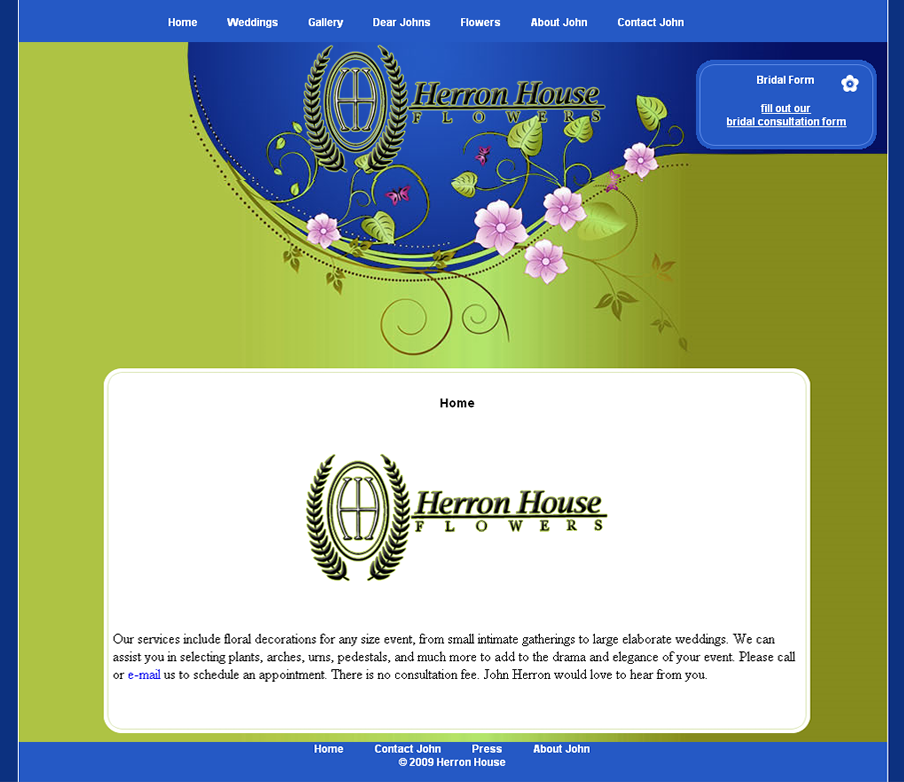 Home Weddings Gallery Dear Johns Flowers About John Contact John
Herron House
FLOWERS
Bridal Form
fill out our
bridal consultation form
Home
Herron House
FLOWERS
Our services include floral decorations for any size event, from small intimate gatherings to large elaborate weddings. We can
assist you in selecting plants, arches, urns, pedestals, and much more to add to the drama and elegance of your event. Please call
or e-mail us to schedule an appointment. There is no consultation fee. John Herron would love to hear from you.
Home Contact John Press About John
© 2009 Herron House